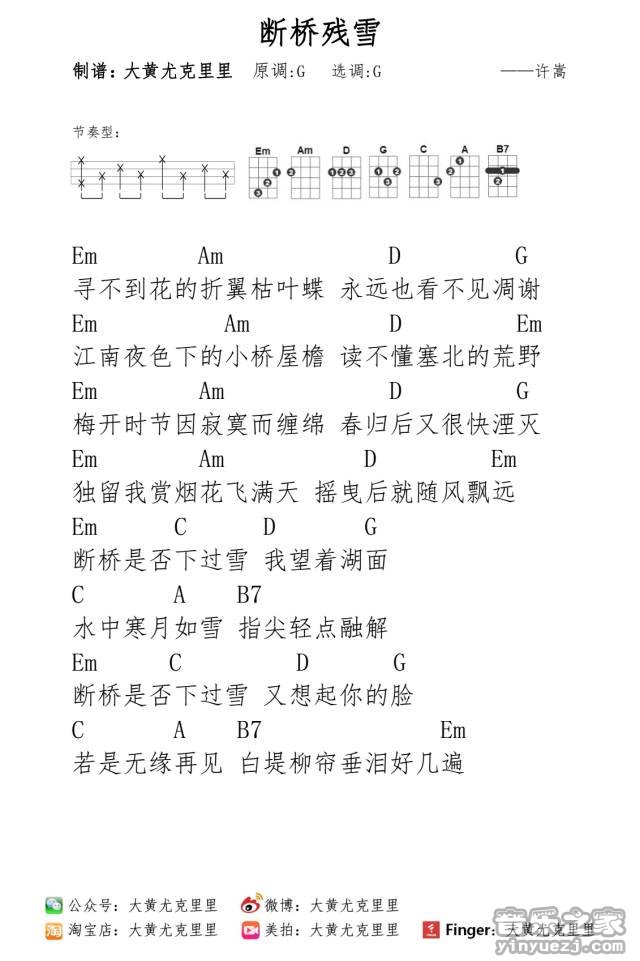 断桥残雪
制谱：大黄尤克里里 原调:G 选调:G ——许嵩
节奏型：
Em Am D G C A B7
Em Am D G
寻不到花的折翼枯叶蝶 永远也看不见凋谢
Em Am D Em
江南夜色下的小桥屋檐 读不懂塞北的荒野
Em Am D G
梅开时节因寂寞而缠绵 春归后又很快湮灭
Em Am D Em
独留我赏烟花飞满天 摇曳后就随风飘远
Em C D G
断桥是否下过雪 我望着湖面
C A B7
水中寒月如雪 指尖轻点融解
Em C D G
断桥是否下过雪 又想起你的脸
C A B7 Em
若是无缘再见 白堤柳帘垂泪好几遍
公众号：大黄尤克里里 微博：大黄尤克里里
淘宝店：大黄尤克里里 美拍：大黄尤克里里 Finger：大黄尤克里里
音乐之家
yinyuezj.com